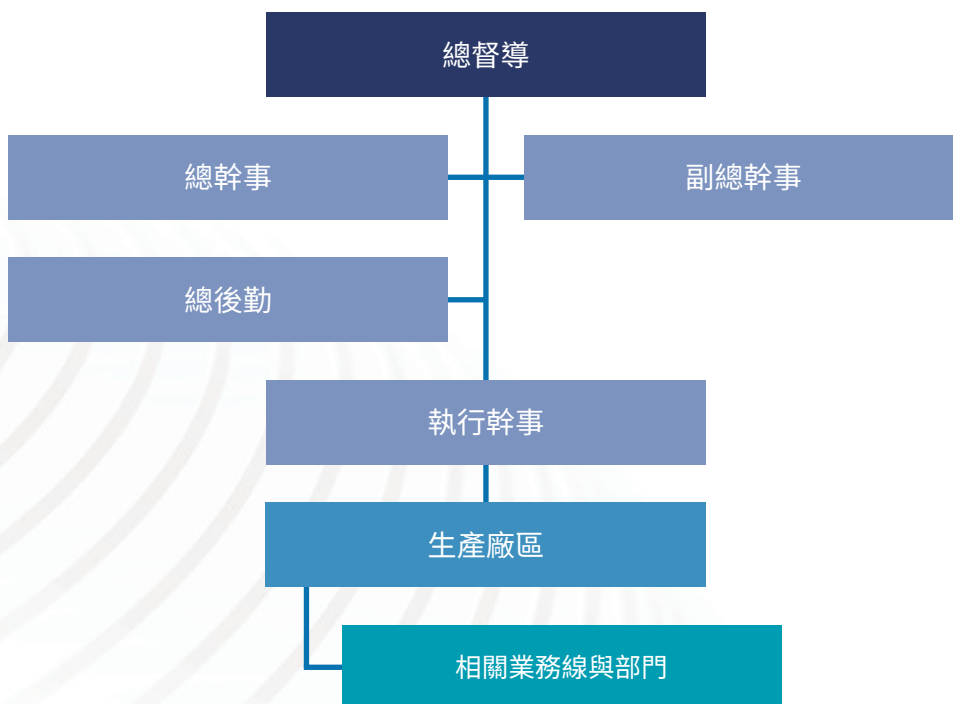 總督導
總幹事
副總幹事
總後勤
執行幹事
生產廠區
相關業務線與部門